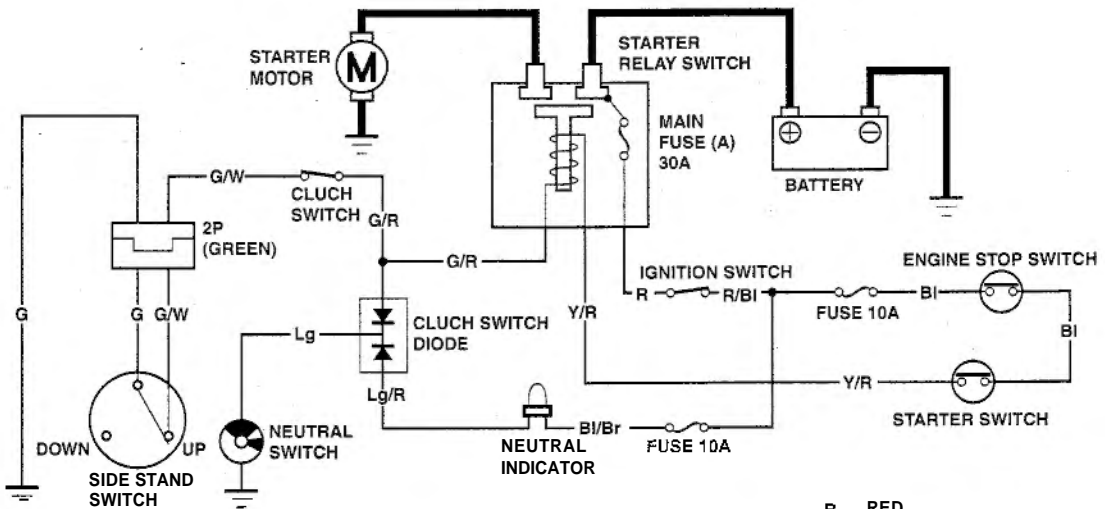 STARTER
MOTOR
M
STARTER
RELAY SWITCH
MAIN
FUSE (A)
30A
BATTERY
G/W
CLUCH
SWITCH
G/R
2P
(GREEN)
G/R
IGNITION SWITCH
ENGINE STOP SWITCH
R
R/Bl
FUSE 10A
Bl
G
G
G/W
Lg
CLUCH SWITCH
DIODE
Y/R
Bl
Lg/R
Y/R
STARTER SWITCH
DOWN
UP
NEUTRAL
SWITCH
Bl/Br
FUSE 10A
NEUTRAL
INDICATOR
SIDE STAND
SWITCH
RED